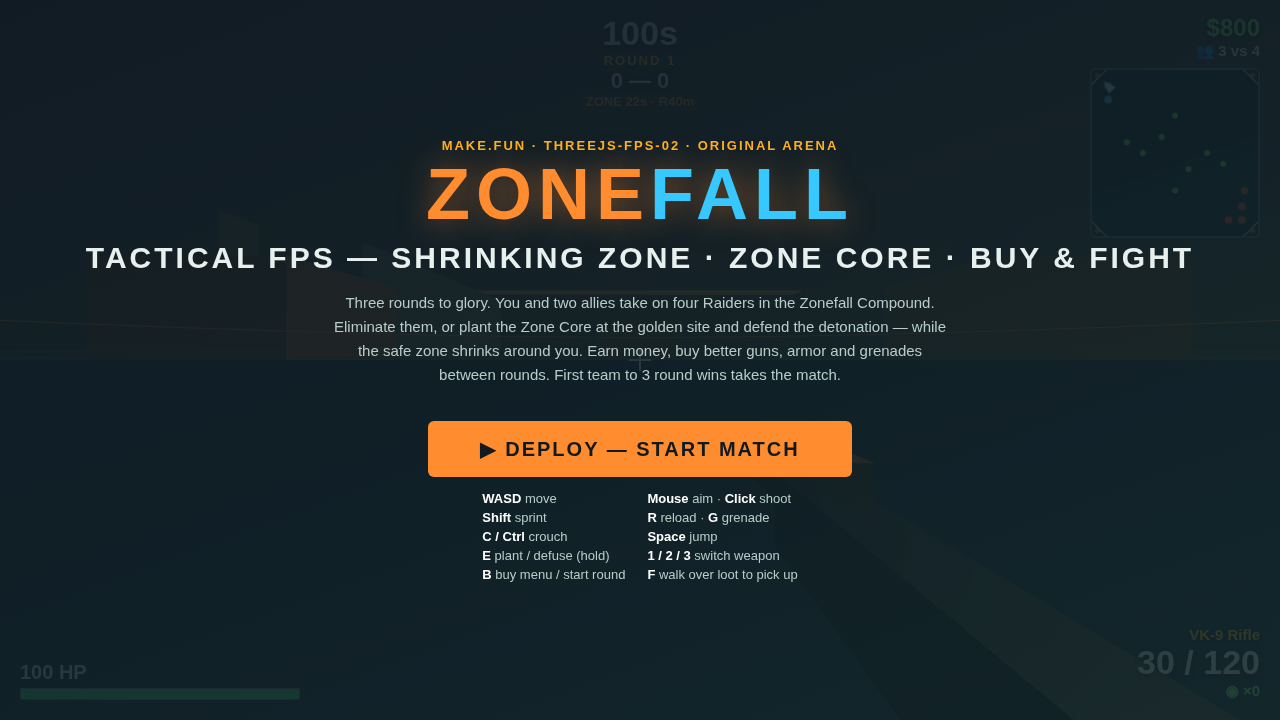 100s
ROUND 1
0 — 0
ZONE 22s · R40m
$800
👥 3 vs 4
MAKE.FUN · THREEJS-FPS-02 · ORIGINAL ARENA
ZONEFALL
TACTICAL FPS — SHRINKING ZONE · ZONE CORE · BUY & FIGHT
Three rounds to glory. You and two allies take on four Raiders in the Zonefall Compound.
Eliminate them, or plant the Zone Core at the golden site and defend the detonation — while
the safe zone shrinks around you. Earn money, buy better guns, armor and grenades
between rounds. First team to 3 round wins takes the match.
▶ DEPLOY — START MATCH
WASD move
Shift sprint
C / Ctrl crouch
E plant / defuse (hold)
B buy menu / start round
Mouse aim · Click shoot
R reload · G grenade
Space jump
1 / 2 / 3 switch weapon
F walk over loot to pick up
100 HP
VK-9 Rifle
30 / 120
◉ ×0